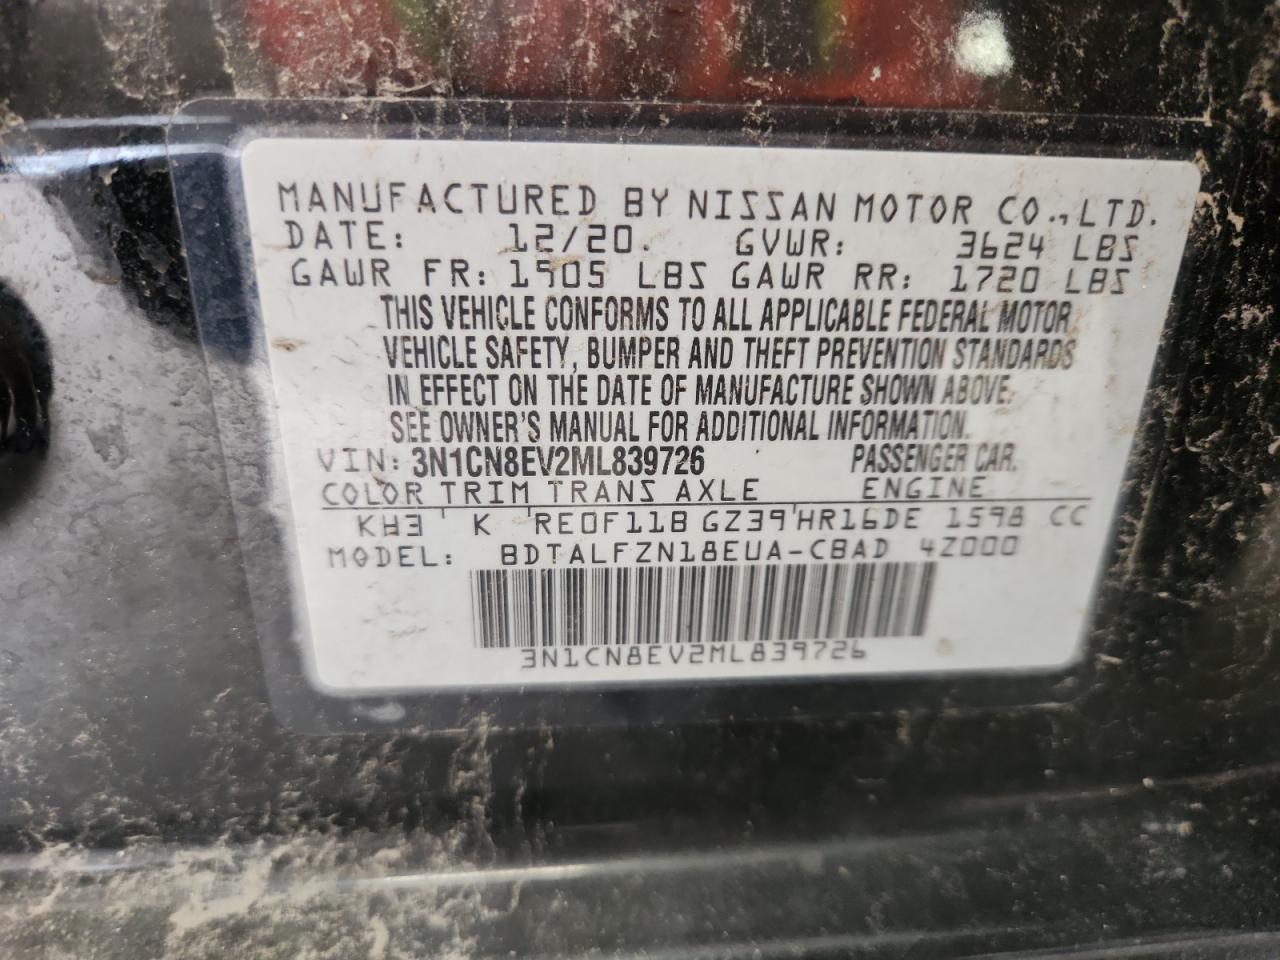 MANUFACTURED BY NISSAN MOTOR CO., LTD.
DATE: 12/20. GVWR: 3624 LBS
GAWR FR: 1905 LBS GAWR RR: 1720 LBS
THIS VEHICLE CONFORMS TO ALL APPLICABLE FEDERAL MOTOR
VEHICLE SAFETY, BUMPER AND THEFT PREVENTION STANDARDS
IN EFFECT ON THE DATE OF MANUFACTURE SHOWN ABOVE.
SEE OWNER'S MANUAL FOR ADDITIONAL INFORMATION.
VIN: 3N1CN8EV2ML839726 PASSENGER CAR.
COLOR TRIM TRANS AXLE ENGINE
KH3 K RE0F11B GZ39 HR16DE 1598 CC
MODEL: BDTALFZN18EUA-CBAD 4Z000
3N1CN8EV2ML839726